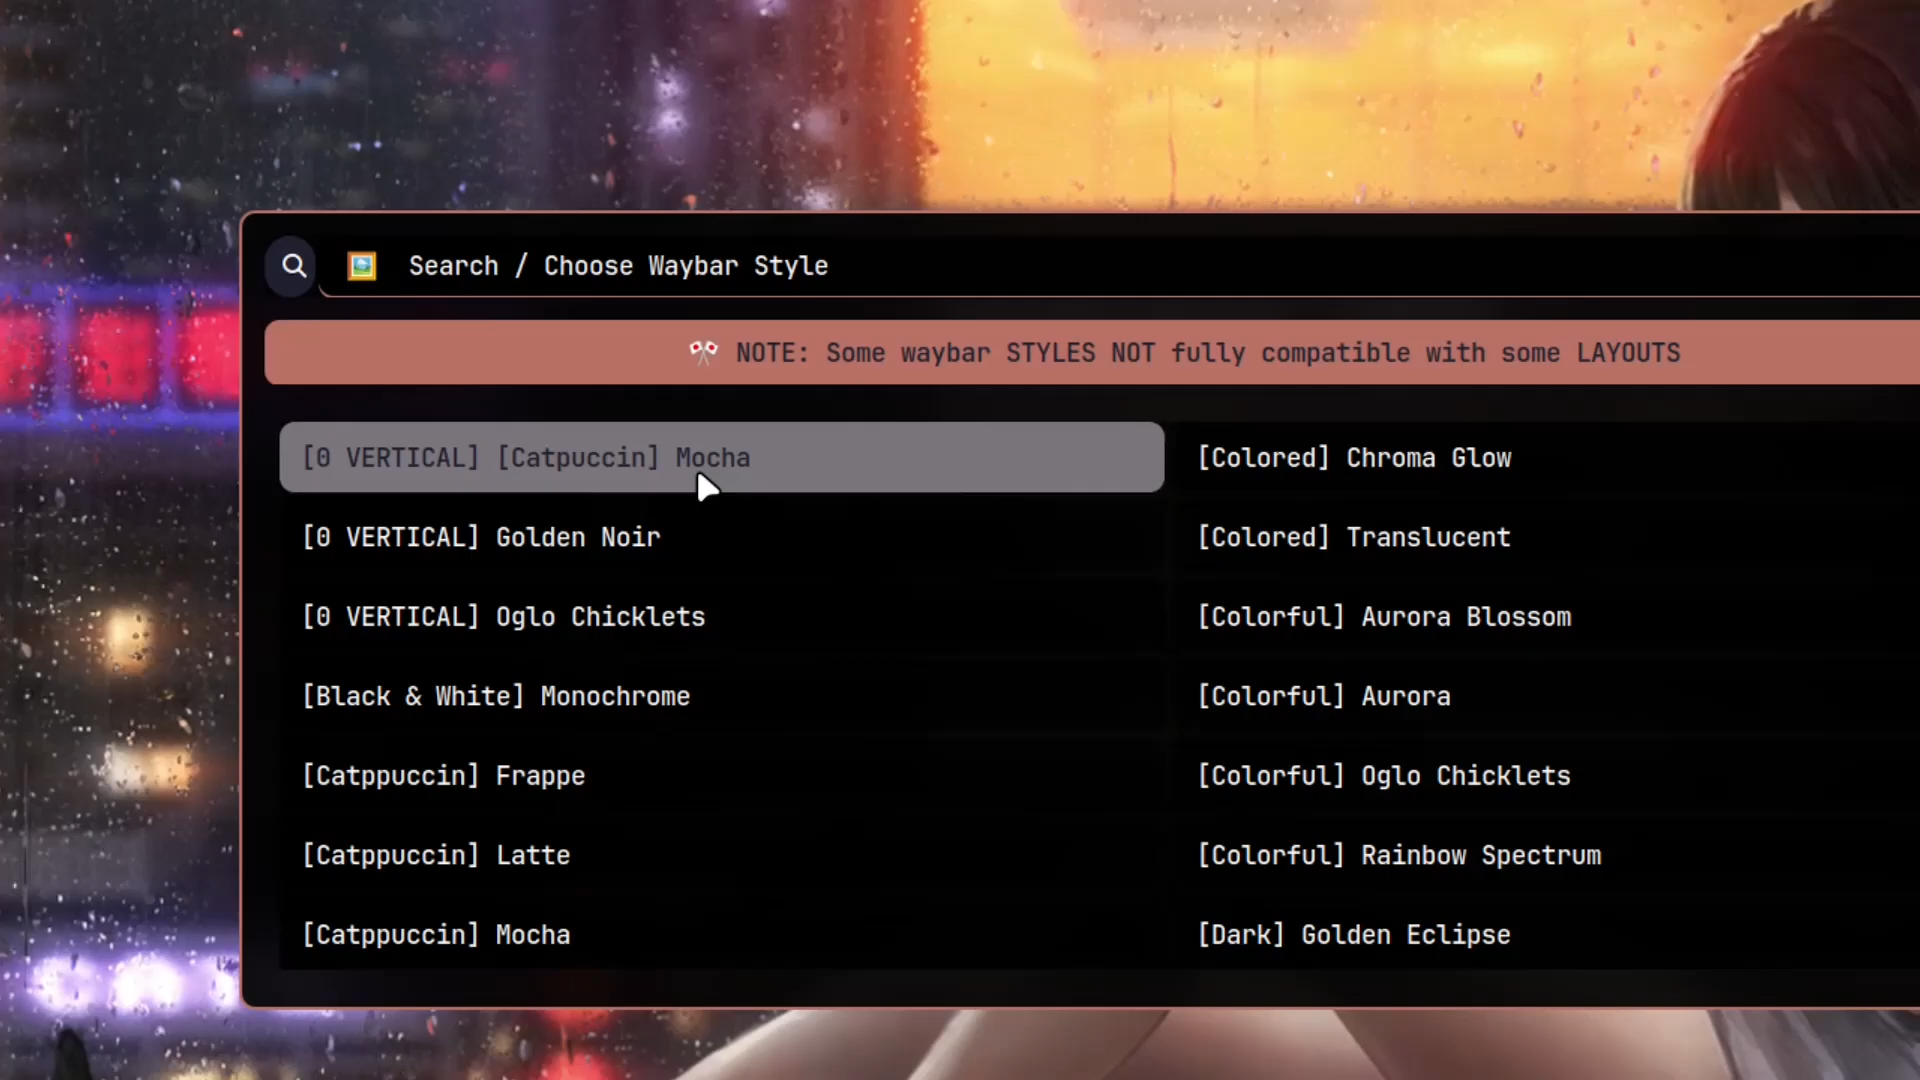 Search / Choose Waybar Style
NOTE: Some waybar STYLES NOT fully compatible with some LAYOUTS
[0 VERTICAL] [Catpuccin] Mocha
[0 VERTICAL] Golden Noir
[0 VERTICAL] Oglo Chicklets
[Black & White] Monochrome
[Catppuccin] Frappe
[Catppuccin] Latte
[Catppuccin] Mocha
[Colored] Chroma Glow
[Colored] Translucent
[Colorful] Aurora Blossom
[Colorful] Aurora
[Colorful] Oglo Chicklets
[Colorful] Rainbow Spectrum
[Dark] Golden Eclipse